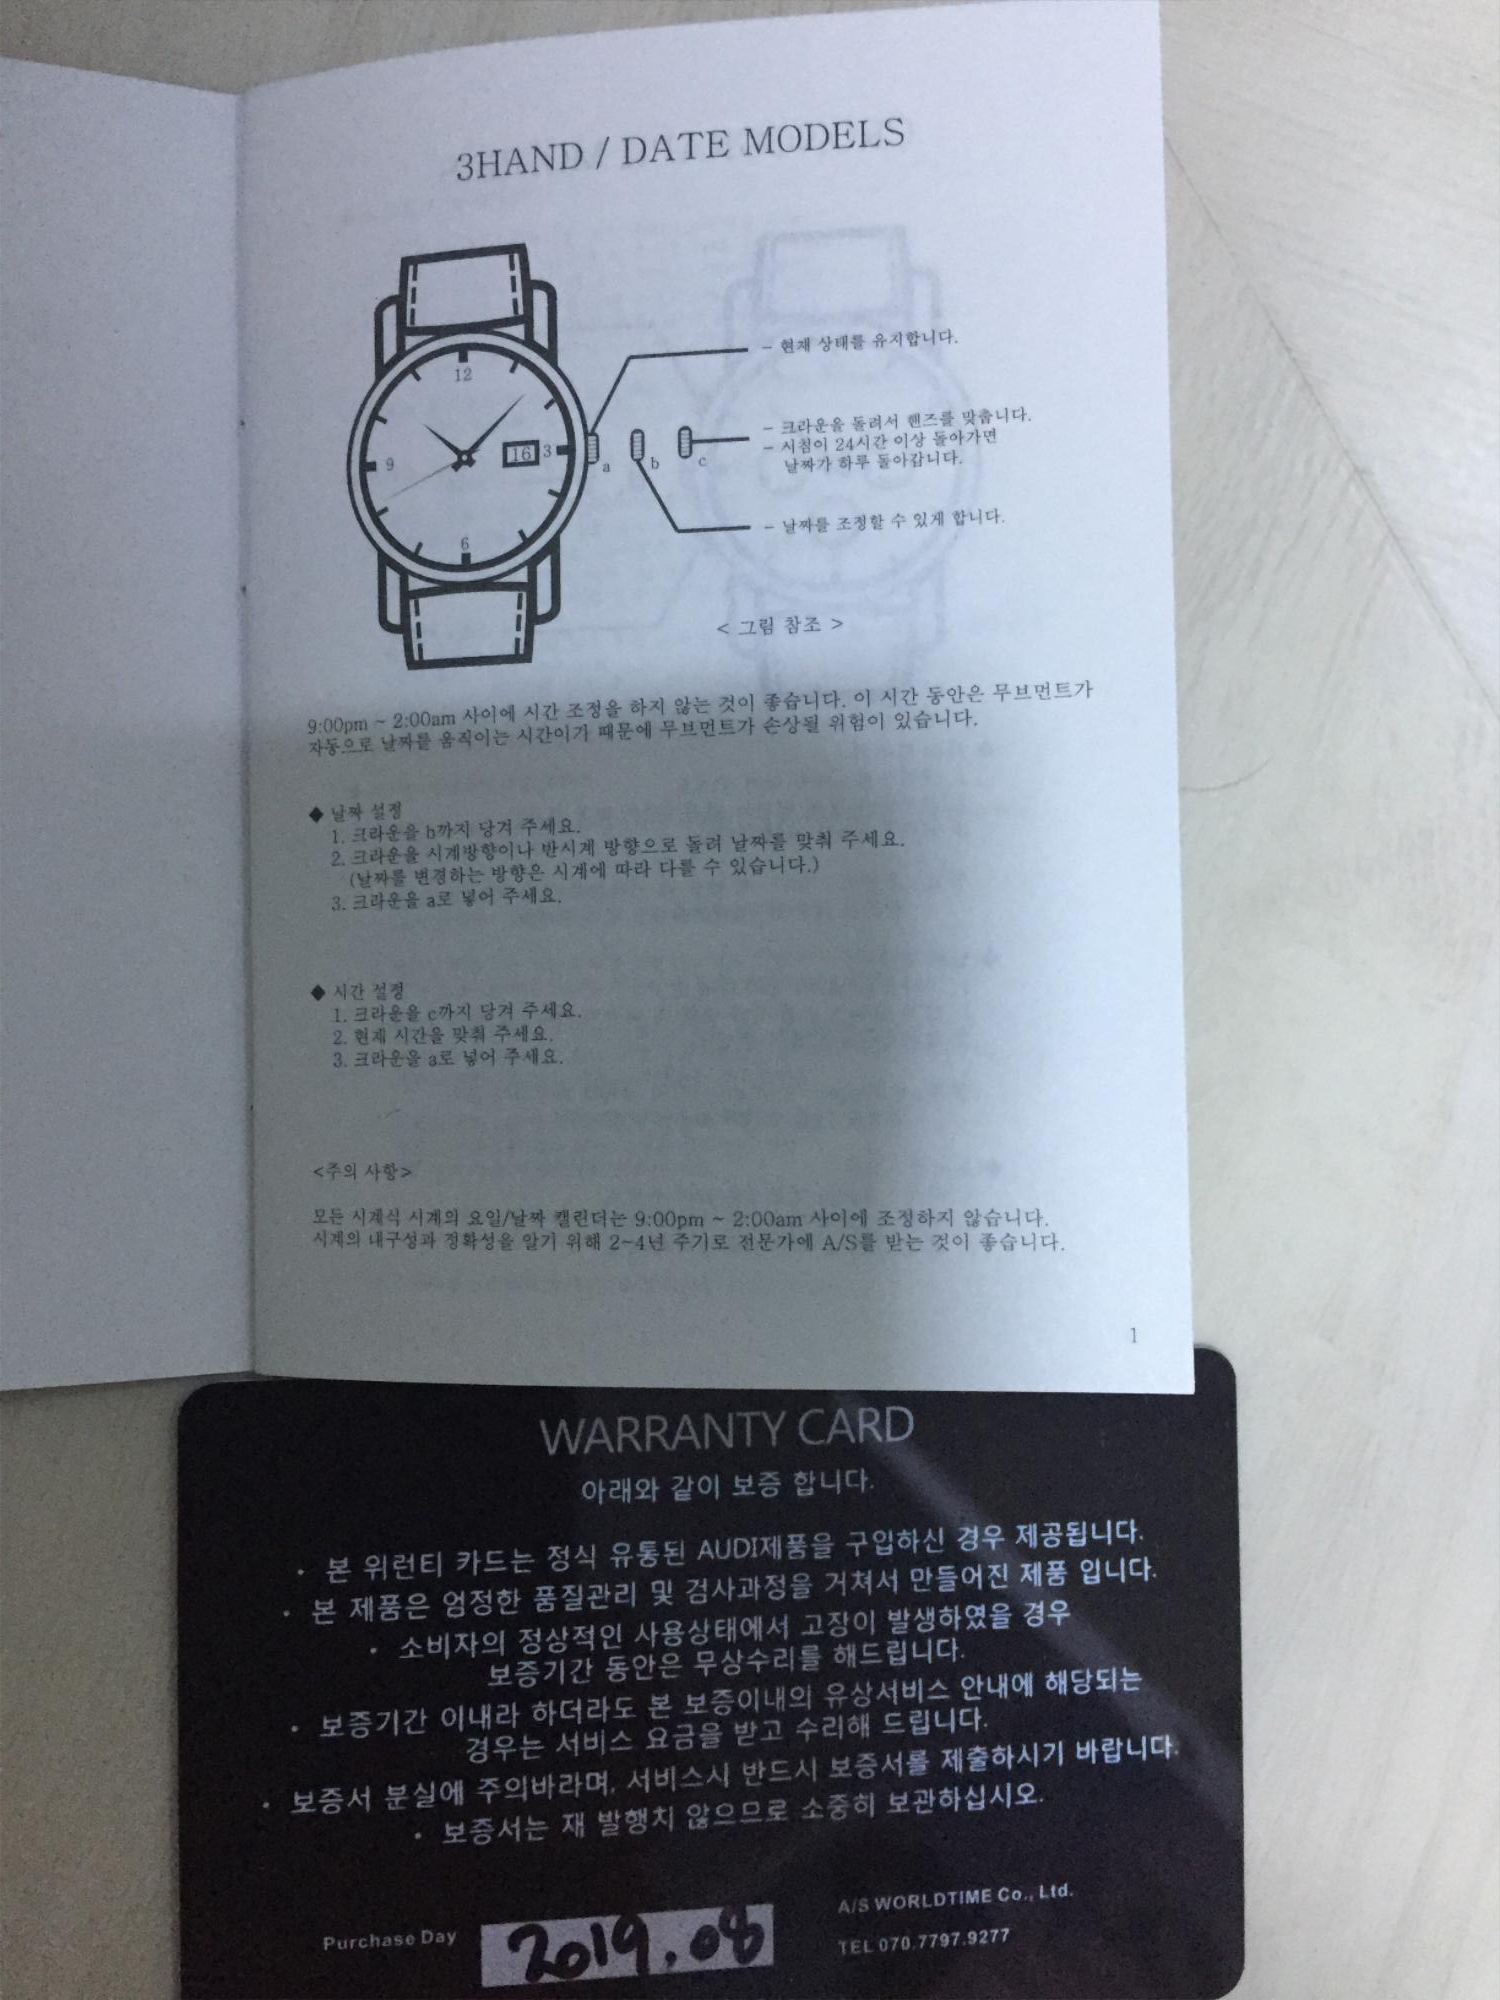 3HAND / DATE MODELS
12
9
16
3
6
a
b
c
- 현재 상태를 유지합니다.
- 크라운을 돌려서 핸즈를 맞춥니다.
- 시침이 24시간 이상 돌아가면
날짜가 하루 돌아갑니다.
- 날짜를 조정할 수 있게 합니다.
< 그림 참조 >
9:00pm ~ 2:00am 사이에 시간 조정을 하지 않는 것이 좋습니다. 이 시간 동안은 무브먼트가
자동으로 날짜를 움직이는 시간이가 때문에 무브먼트가 손상될 위험이 있습니다.
◆ 날짜 설정
1. 크라운을 b까지 당겨 주세요.
2. 크라운을 시계방향이나 반시계 방향으로 돌려 날짜를 맞춰 주세요.
(날짜를 변경하는 방향은 시계에 따라 다를 수 있습니다.)
3. 크라운을 a로 넣어 주세요.
◆ 시간 설정
1. 크라운을 c까지 당겨 주세요.
2. 현재 시간을 맞춰 주세요.
3. 크라운을 a로 넣어 주세요.
<주의 사항>
모든 시계식 시계의 요일/날짜 캘린더는 9:00pm ~ 2:00am 사이에 조정하지 않습니다.
시계의 내구성과 정확성을 알기 위해 2~4년 주기로 전문가에 A/S를 받는 것이 좋습니다.
1
WARRANTY CARD
아래와 같이 보증 합니다.
· 본 워런티 카드는 정식 유통된 AUDI제품을 구입하신 경우 제공됩니다.
· 본 제품은 엄정한 품질관리 및 검사과정을 거쳐서 만들어진 제품 입니다.
· 소비자의 정상적인 사용상태에서 고장이 발생하였을 경우
보증기간 동안은 무상수리를 해드립니다.
· 보증기간 이내라 하더라도 본 보증이내의 유상서비스 안내에 해당되는
경우는 서비스 요금을 받고 수리해 드립니다.
· 보증서 분실에 주의바라며, 서비스시 반드시 보증서를 제출하시기 바랍니다.
· 보증서는 재 발행치 않으므로 소중히 보관하십시오.
Purchase Day
2019.08
A/S WORLDTIME Co., Ltd.
TEL 070.7797.9277